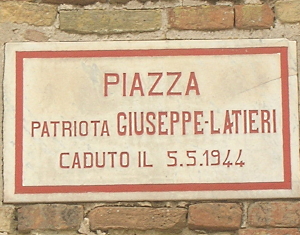 PIAZZA
PATRIOTA GIUSEPPE-LATIERI
CADUTO IL 5.5.1944